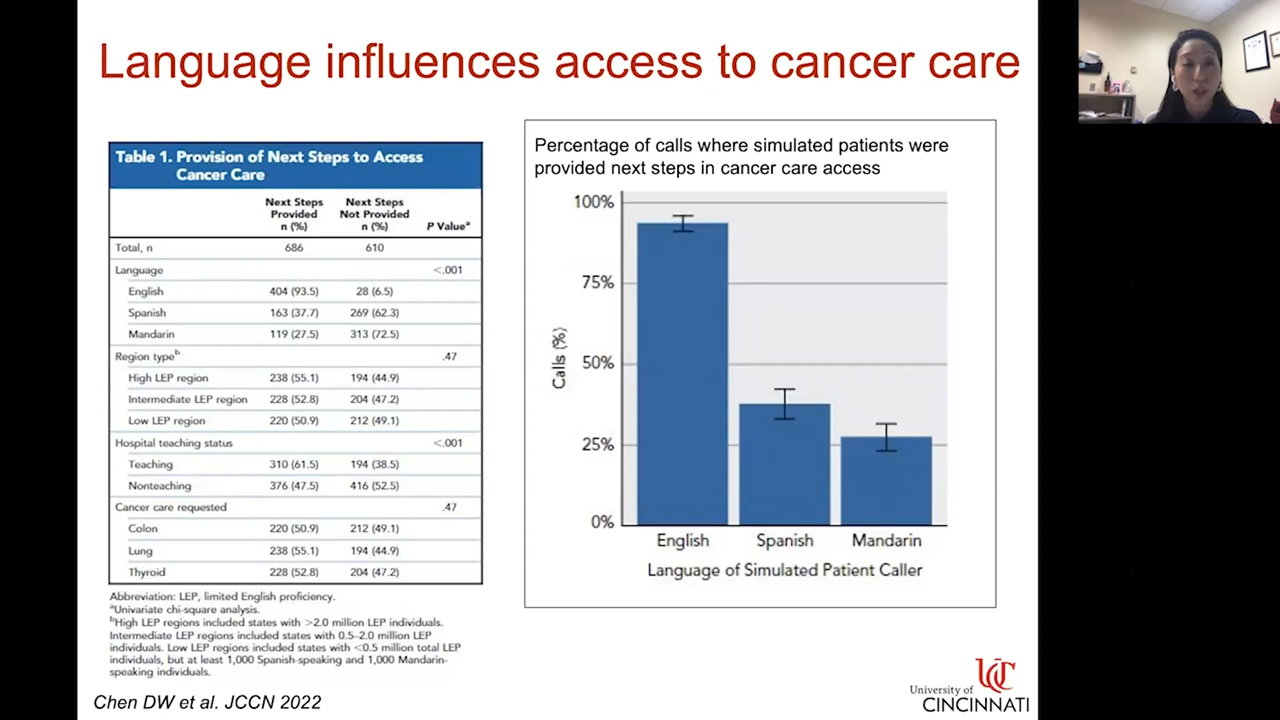 Language influences access to cancer care
Table 1. Provision of Next Steps to Access
Cancer Care
Next Steps Provided n (%) Next Steps Not Provided n (%) P Valueᵃ
Total, n 686 610
Language <.001
English 404 (93.5) 28 (6.5)
Spanish 163 (37.7) 269 (62.3)
Mandarin 119 (27.5) 313 (72.5)
Region typeᵇ .47
High LEP region 238 (55.1) 194 (44.9)
Intermediate LEP region 228 (52.8) 204 (47.2)
Low LEP region 220 (50.9) 212 (49.1)
Hospital teaching status <.001
Teaching 310 (61.5) 194 (38.5)
Nonteaching 376 (47.5) 416 (52.5)
Cancer care requested .47
Colon 220 (50.9) 212 (49.1)
Lung 238 (55.1) 194 (44.9)
Thyroid 228 (52.8) 204 (47.2)
Abbreviation: LEP, limited English proficiency.
ᵃUnivariate chi-square analysis.
ᵇHigh LEP regions included states with >2.0 million LEP individuals.
Intermediate LEP regions included states with 0.5–2.0 million LEP
individuals. Low LEP regions included states with <0.5 million total LEP
individuals, but at least 1,000 Spanish-speaking and 1,000 Mandarin-
speaking individuals.
Chen DW et al. JCCN 2022
Percentage of calls where simulated patients were
provided next steps in cancer care access
100%
75%
50%
25%
0%
Calls (%)
English Spanish Mandarin
Language of Simulated Patient Caller
UC
University of
CINCINNATI